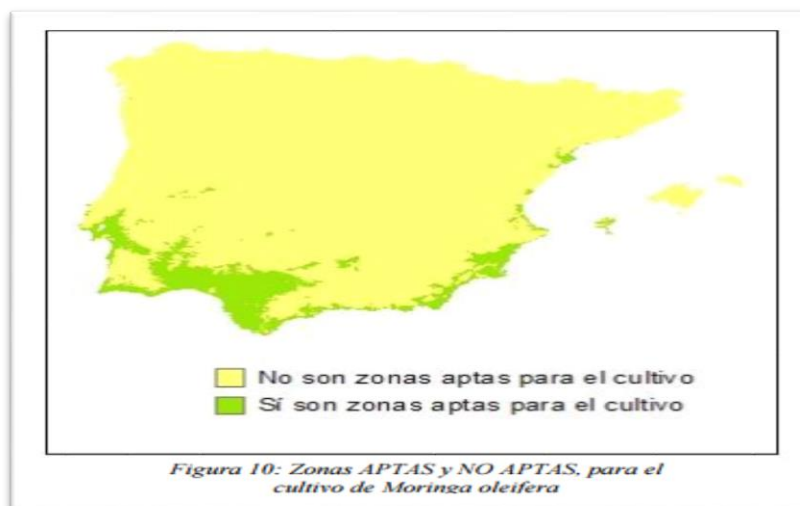 No son zonas aptas para el cultivo
Sí son zonas aptas para el cultivo
Figura 10: Zonas APTAS y NO APTAS, para el
cultivo de Moringa oleifera